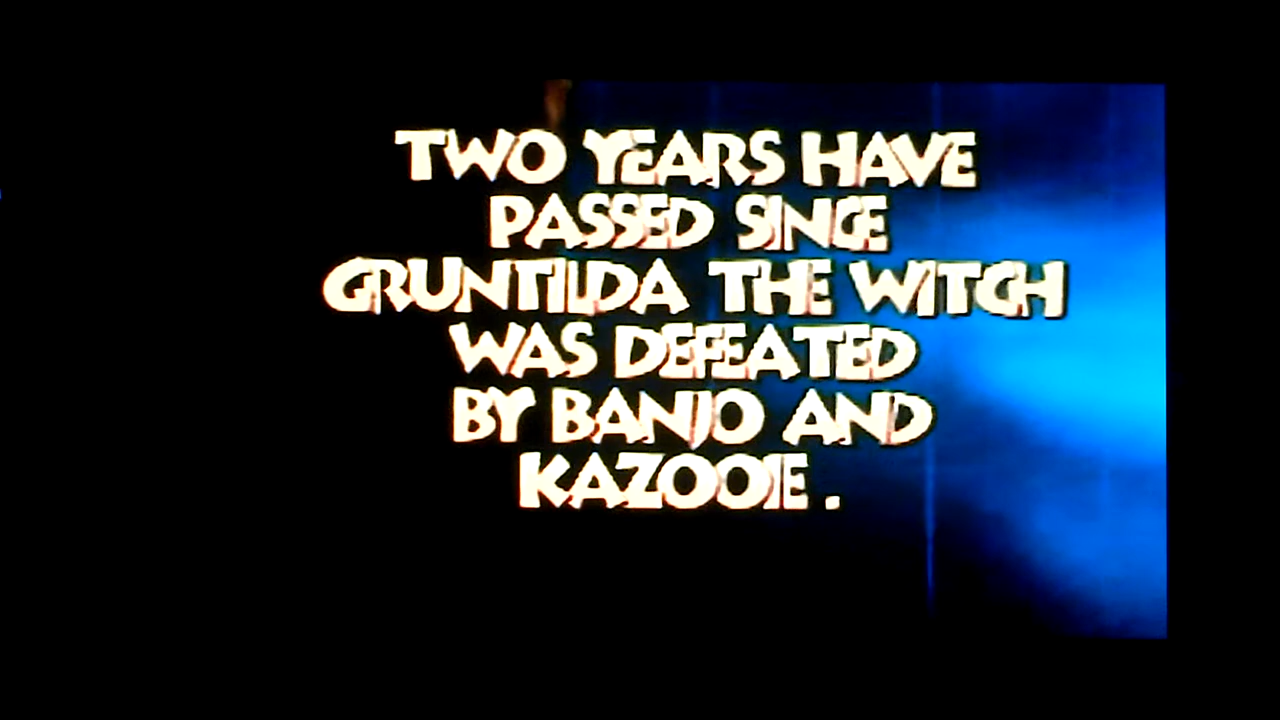 TWO YEARS HAVE
PASSED SINCE
GRUNTILDA THE WITCH
WAS DEFEATED
BY BANJO AND
KAZOOIE .